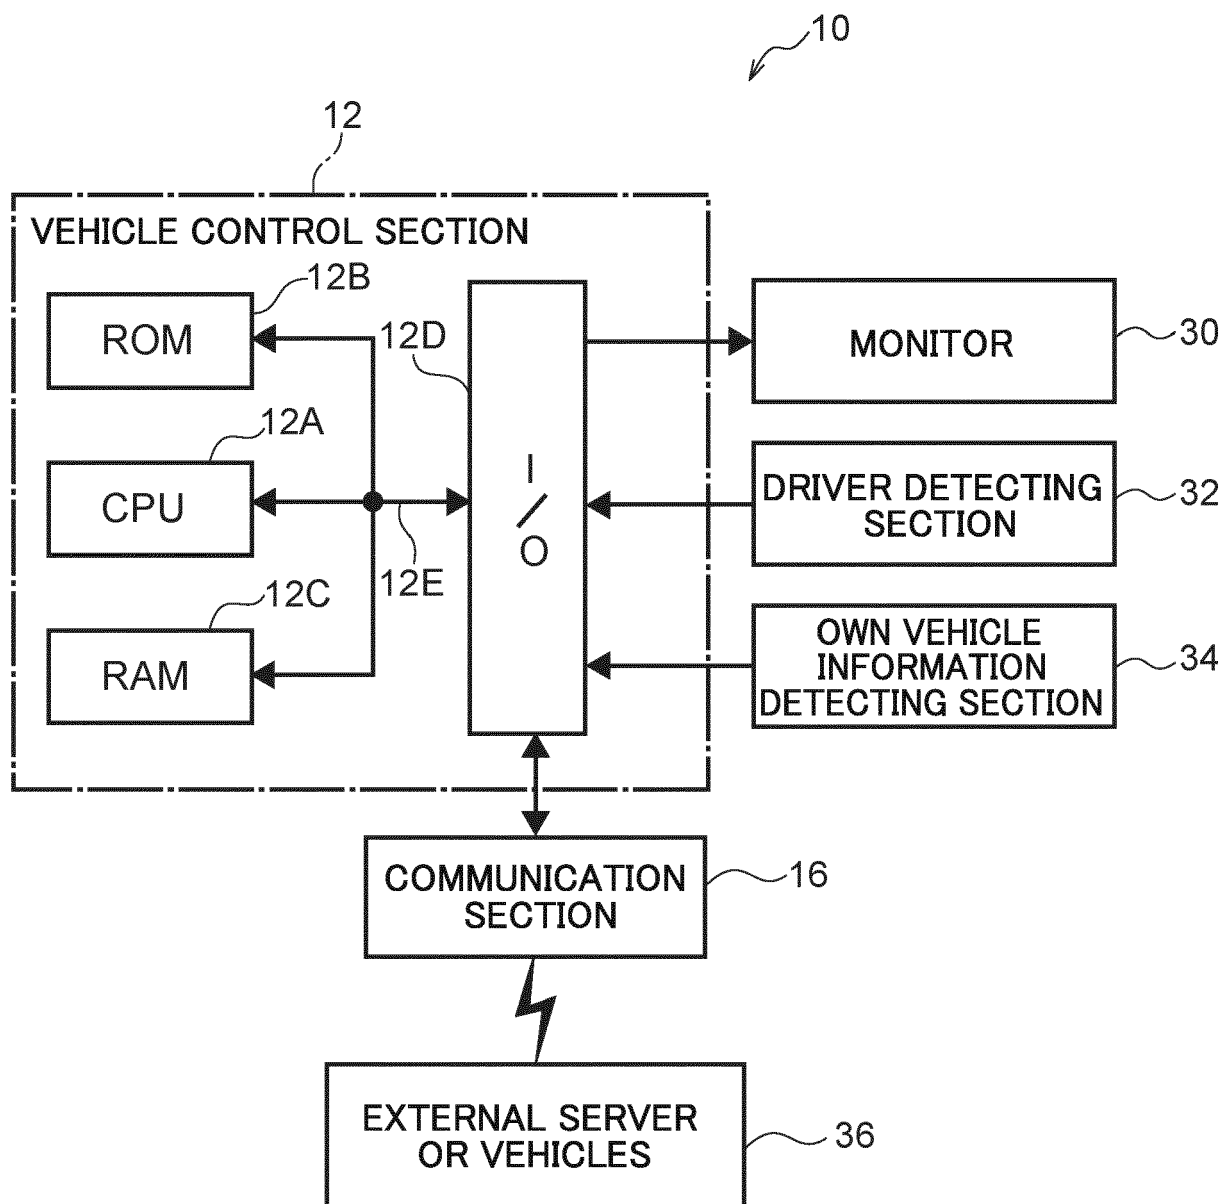 10
12
VEHICLE CONTROL SECTION
12B
ROM
12D
MONITOR
30
12A
CPU
I/O
DRIVER DETECTING
SECTION
32
12E
12C
RAM
OWN VEHICLE
INFORMATION
DETECTING SECTION
34
COMMUNICATION
SECTION
16
EXTERNAL SERVER
OR VEHICLES
36